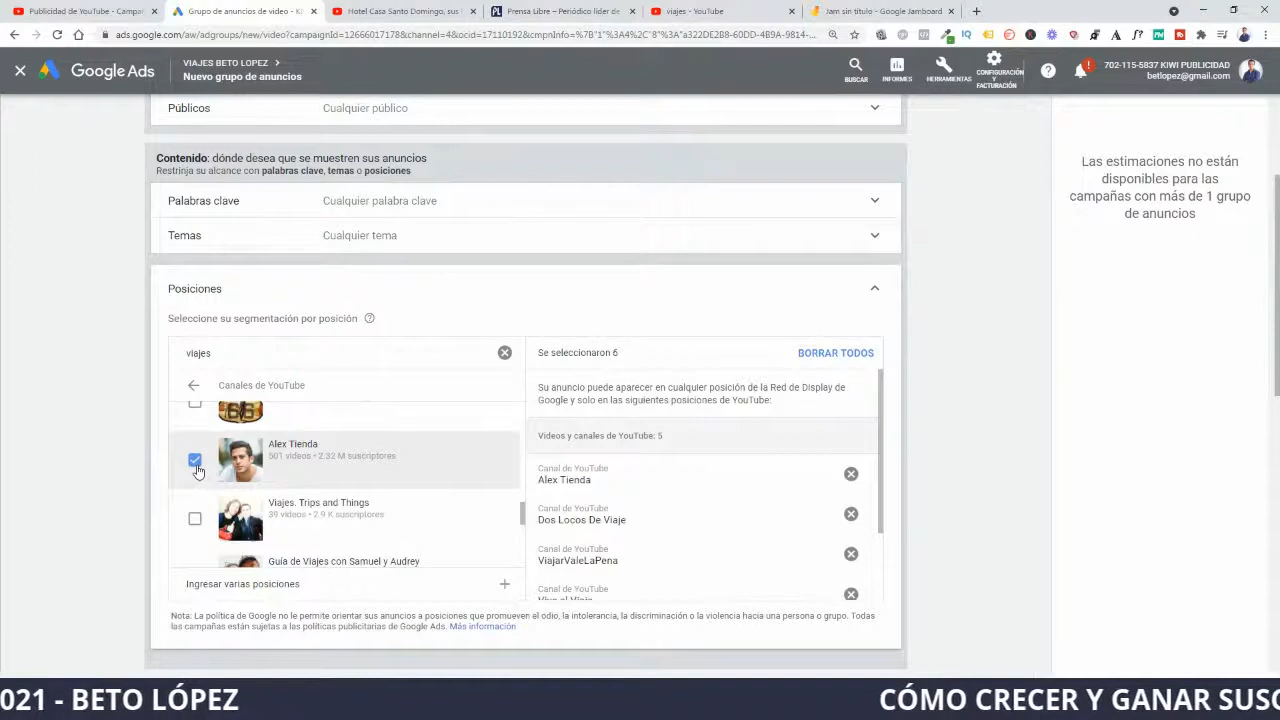 Publicidad de YouTube - Campañ
Grupo de anuncios de video - Ki
Hotel Casa Santo Domingo, sus
Prensa Libre – Periódico líder de
viajes - YouTube
Jam sin título - Google Jamboard
ads.google.com/aw/adgroups/new/video?campaignId=12666017178&channel=4&ocid=17110192&cmpnInfo=%7B"1"%3A4%2C"8"%3A"a322DE2B8-60DD-4B9A-9814-...
Google Ads
VIAJES BETO LOPEZ
Nuevo grupo de anuncios
BUSCAR
INFORMES
HERRAMIENTAS
CONFIGURACIÓN Y FACTURACIÓN
702-115-5837 KIWI PUBLICIDAD
betlopez@gmail.com
Públicos
Cualquier público
Contenido: dónde desea que se muestren sus anuncios
Restrinja su alcance con palabras clave, temas o posiciones
Palabras clave
Cualquier palabra clave
Temas
Cualquier tema
Posiciones
Seleccione su segmentación por posición
viajes
Canales de YouTube
Alex Tienda
501 videos • 2.32 M suscriptores
Viajes. Trips and Things
39 videos • 2.9 K suscriptores
Guía de Viajes con Samuel y Audrey
Ingresar varias posiciones
Se seleccionaron 6
BORRAR TODOS
Su anuncio puede aparecer en cualquier posición de la Red de Display de
Google y solo en las siguientes posiciones de YouTube:
Videos y canales de YouTube: 5
Canal de YouTube
Alex Tienda
Canal de YouTube
Dos Locos De Viaje
Canal de YouTube
ViajarValeLaPena
Canal de YouTube
Nota: La política de Google no le permite orientar sus anuncios a posiciones que promueven el odio, la intolerancia, la discriminación o la violencia hacia una persona o grupo. Todas
las campañas están sujetas a las políticas publicitarias de Google Ads. Más información
Las estimaciones no están
disponibles para las
campañas con más de 1 grupo
de anuncios
021 - BETO LÓPEZ
CÓMO CRECER Y GANAR SUSC